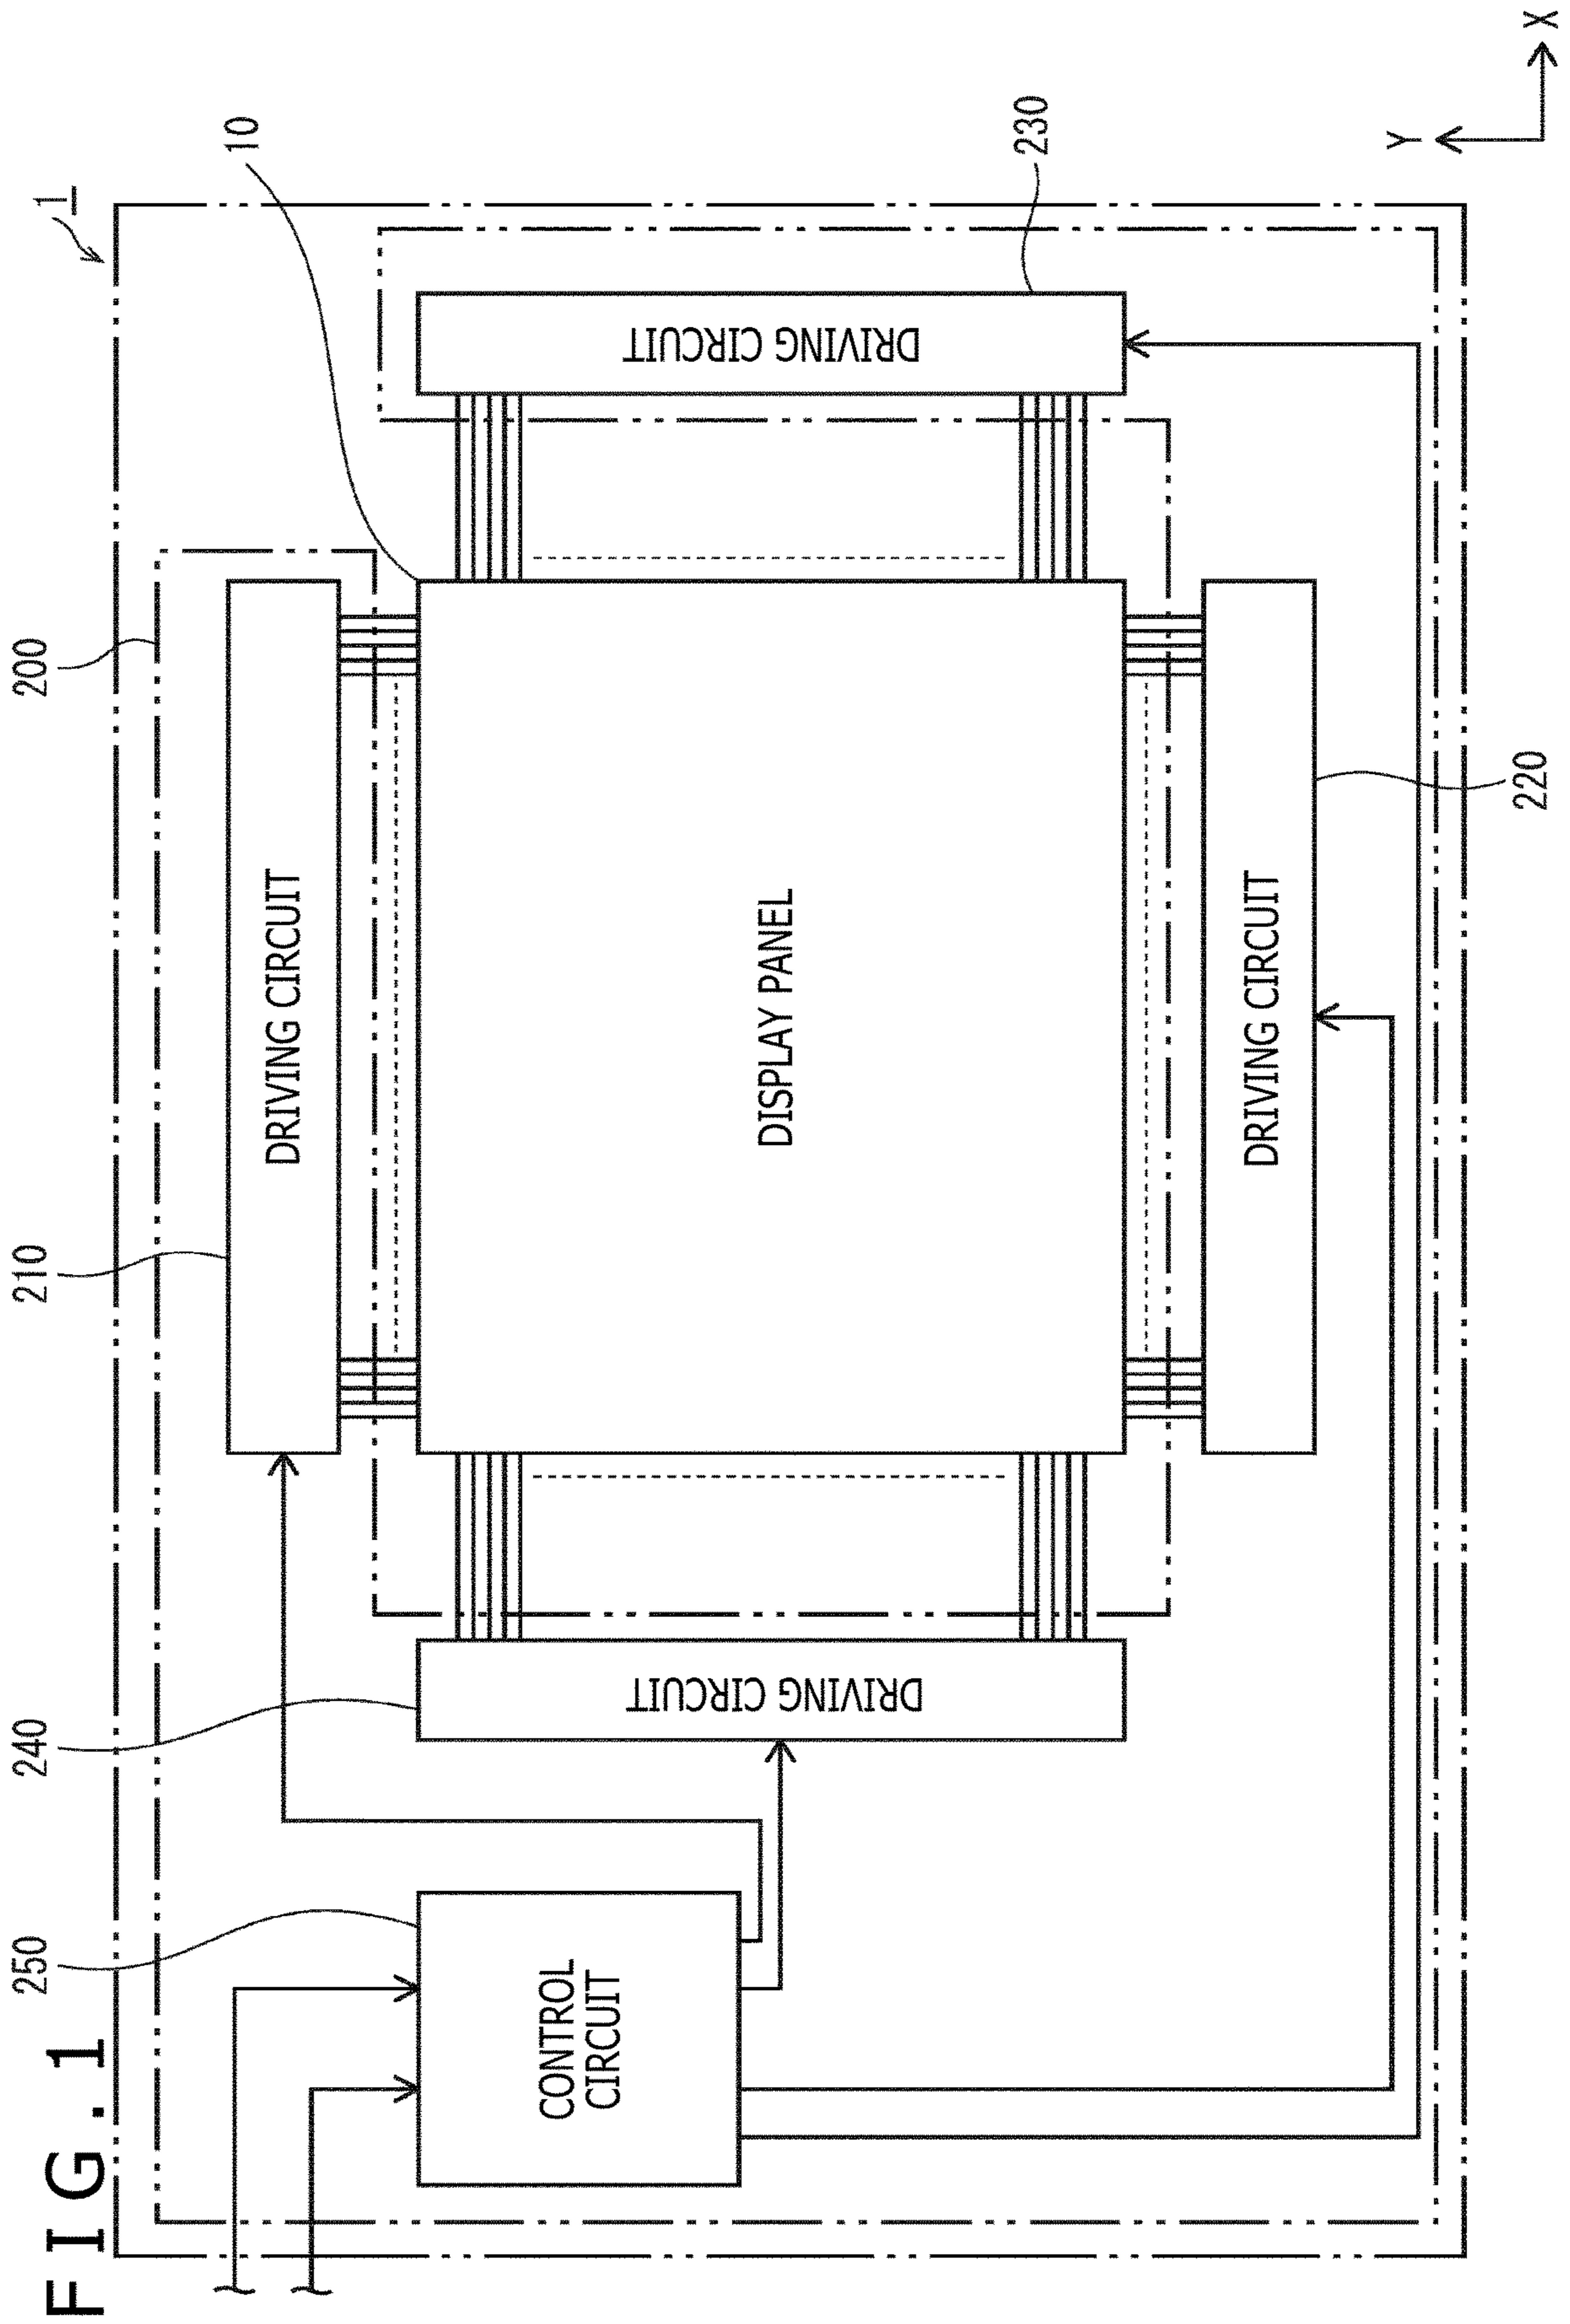 FIG. 1
1
10
200
210
240
250
230
220
DRIVING CIRCUIT
DRIVING CIRCUIT
DISPLAY PANEL
DRIVING CIRCUIT
DRIVING CIRCUIT
CONTROL
CIRCUIT
Y
X